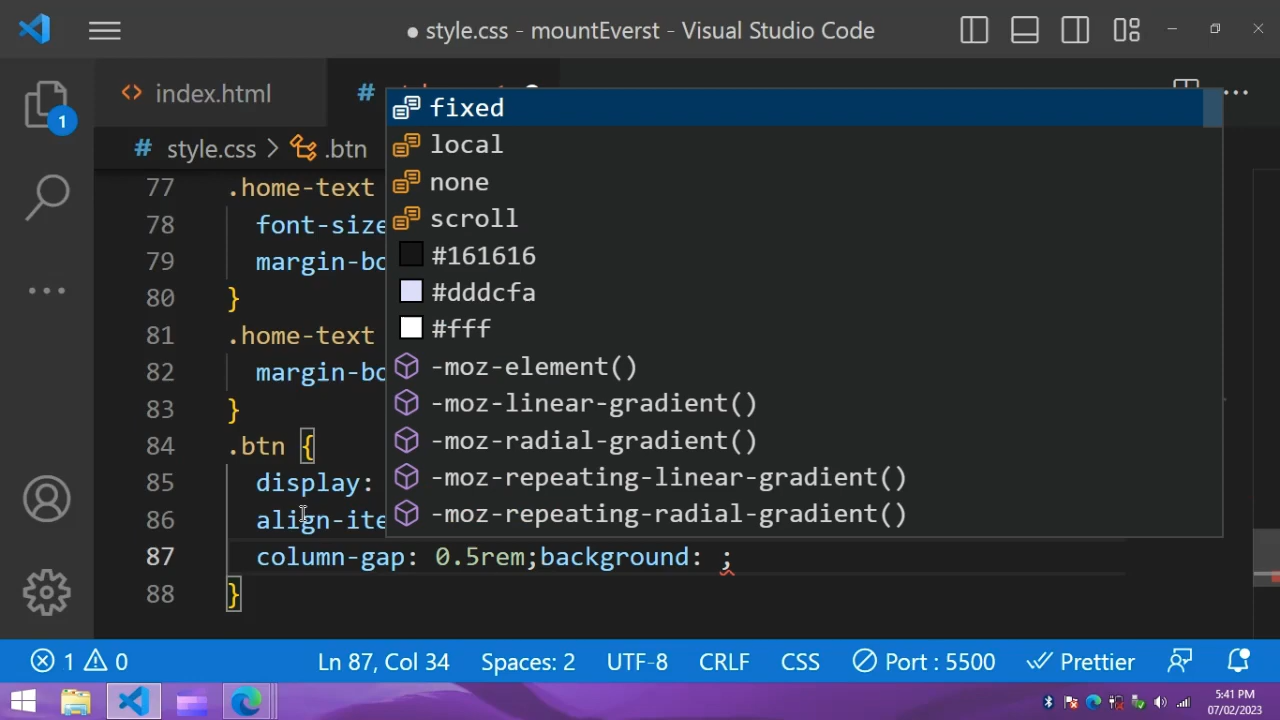 ● style.css - mountEverst - Visual Studio Code
<> index.html
#
1
# style.css > .btn
fixed
local
none
scroll
#161616
#dddcfa
#fff
-moz-element()
-moz-linear-gradient()
-moz-radial-gradient()
-moz-repeating-linear-gradient()
-moz-repeating-radial-gradient()
77 .home-text
78 font-size
79 margin-bo
80 }
81 .home-text
82 margin-bo
83 }
84 .btn {
85 display:
86 align-ite
87 column-gap: 0.5rem;background: ;
88 }
1 0 Ln 87, Col 34 Spaces: 2 UTF-8 CRLF CSS Port : 5500 Prettier
5:41 PM
07/02/2023